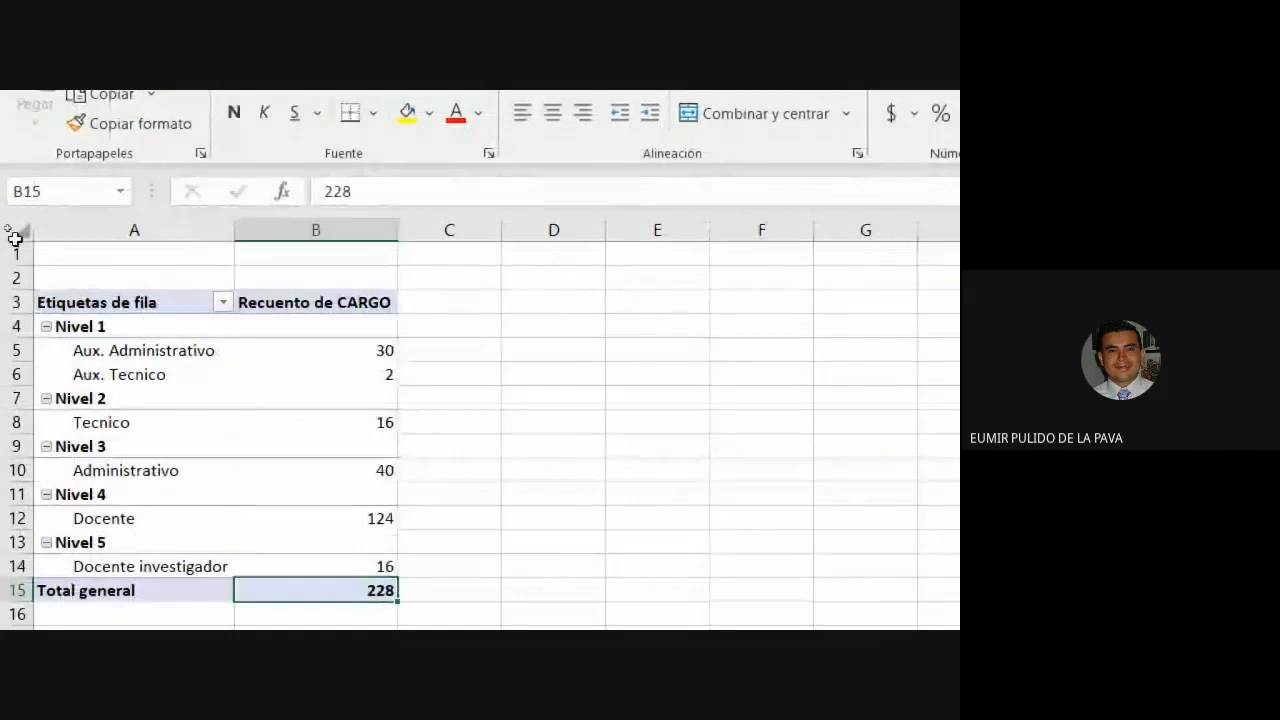 Pegar
Copiar
Copiar formato
N K S
A
Combinar y centrar
$ %
Portapapeles
Fuente
Alineación
Núm
B15
fx
228
A B C D E F G
1
2
3 Etiquetas de fila Recuento de CARGO
4 Nivel 1
5 Aux. Administrativo 30
6 Aux. Tecnico 2
7 Nivel 2
8 Tecnico 16
9 Nivel 3
10 Administrativo 40
11 Nivel 4
12 Docente 124
13 Nivel 5
14 Docente investigador 16
15 Total general 228
16
EUMIR PULIDO DE LA PAVA